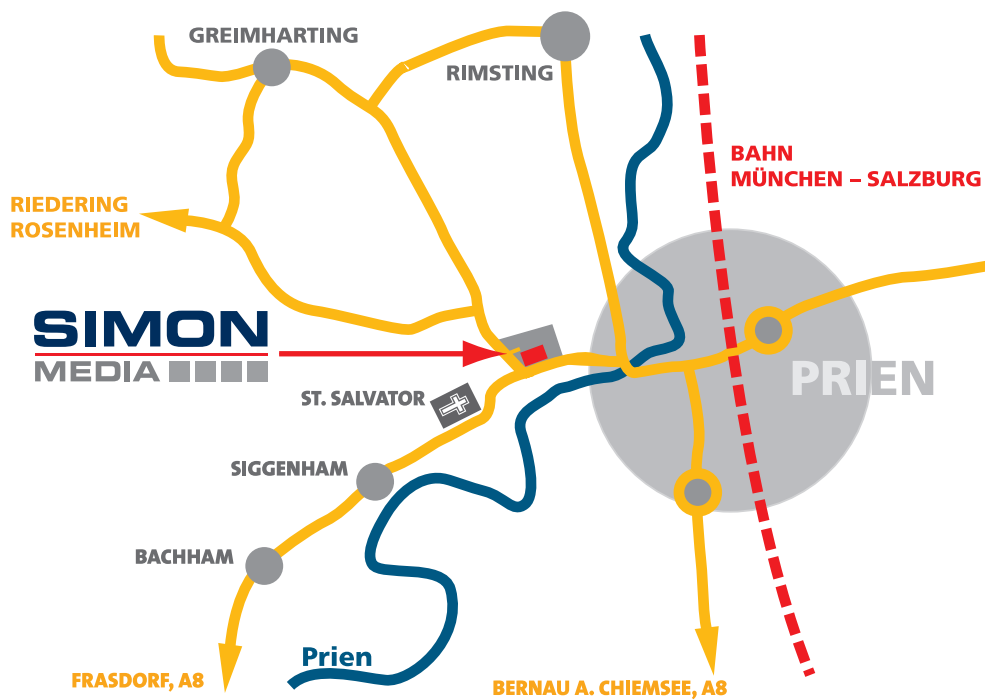 GREIMHARTING
RIMSTING
BAHN
MÜNCHEN – SALZBURG
RIEDERING
ROSENHEIM
SIMON
MEDIA
PRIEN
ST. SALVATOR
SIGGENHAM
BACHHAM
Prien
FRASDORF, A8
BERNAU A. CHIEMSEE, A8